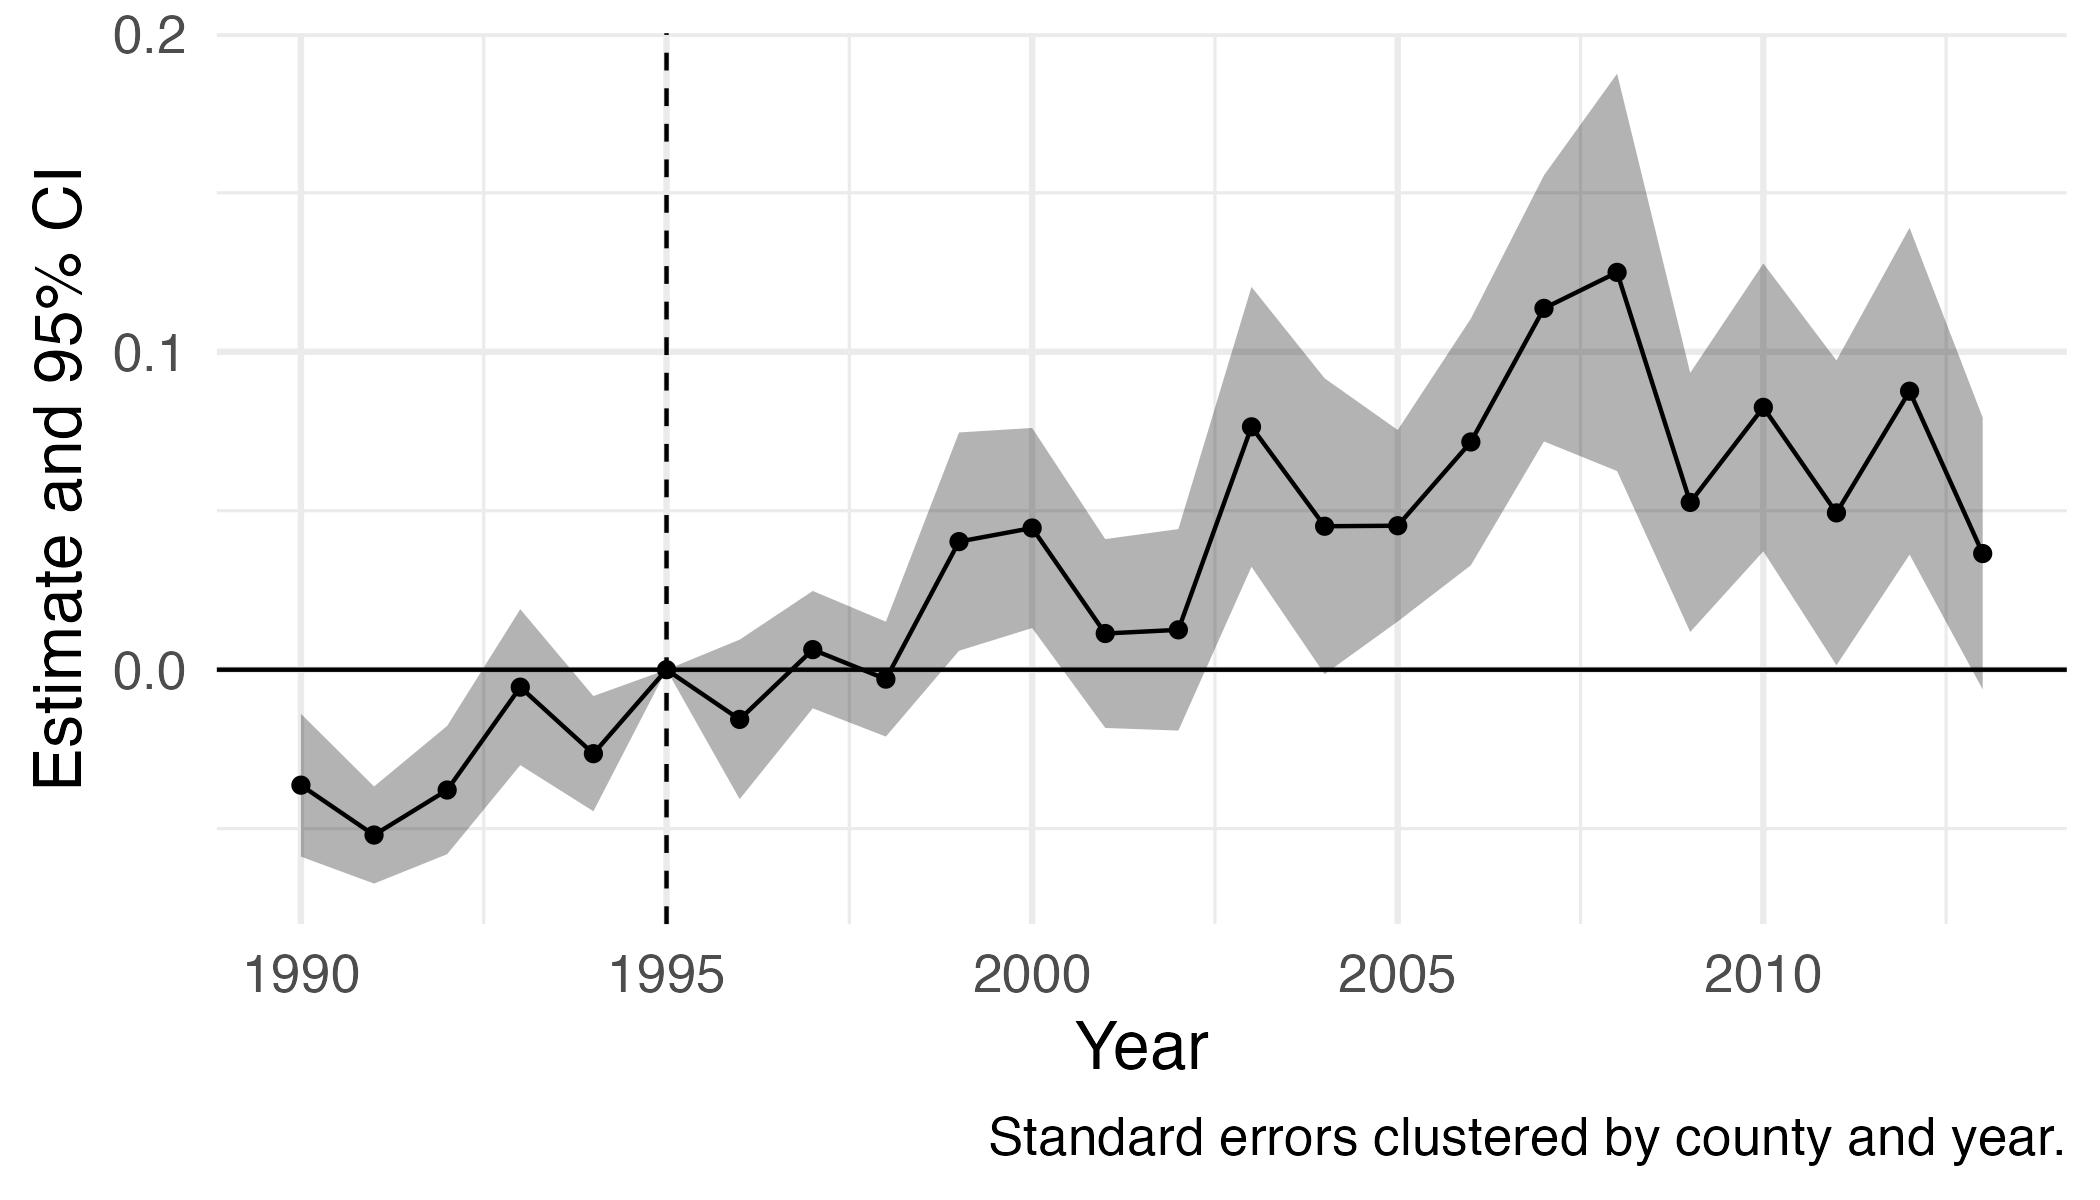 0.2
0.1
0.0
Estimate and 95% CI
1990 1995 2000 2005 2010
Year
Standard errors clustered by county and year.